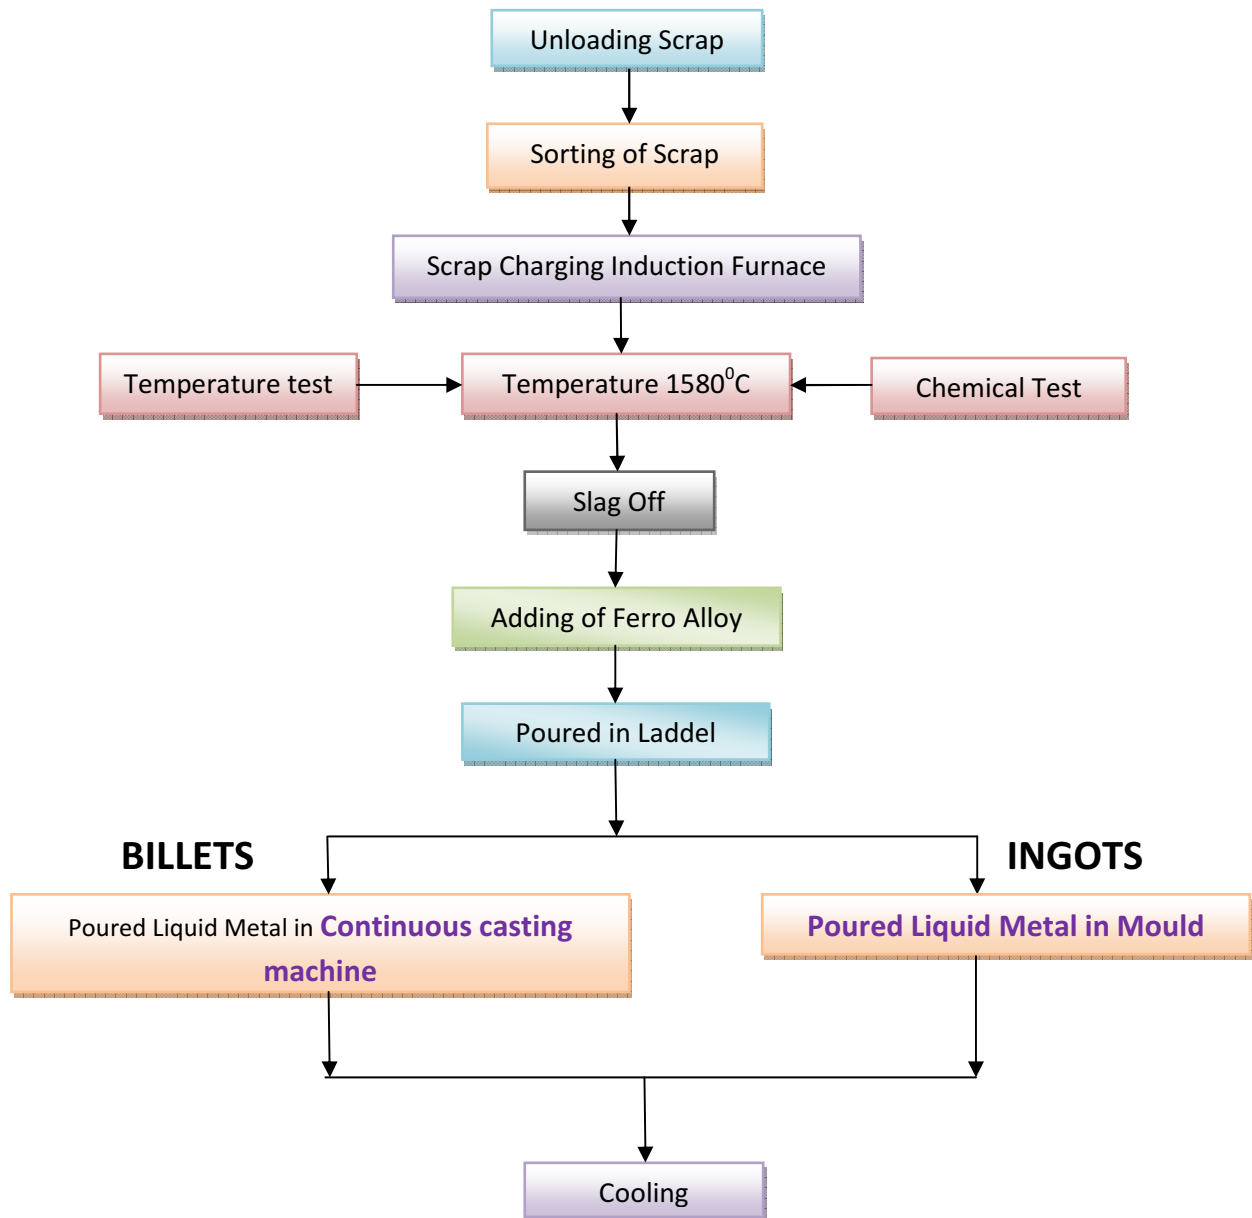 Unloading Scrap
Sorting of Scrap
Scrap Charging Induction Furnace
Temperature test
Temperature 1580⁰C
Chemical Test
Slag Off
Adding of Ferro Alloy
Poured in Laddel
BILLETS
INGOTS
Poured Liquid Metal in Continuous casting
machine
Poured Liquid Metal in Mould
Cooling